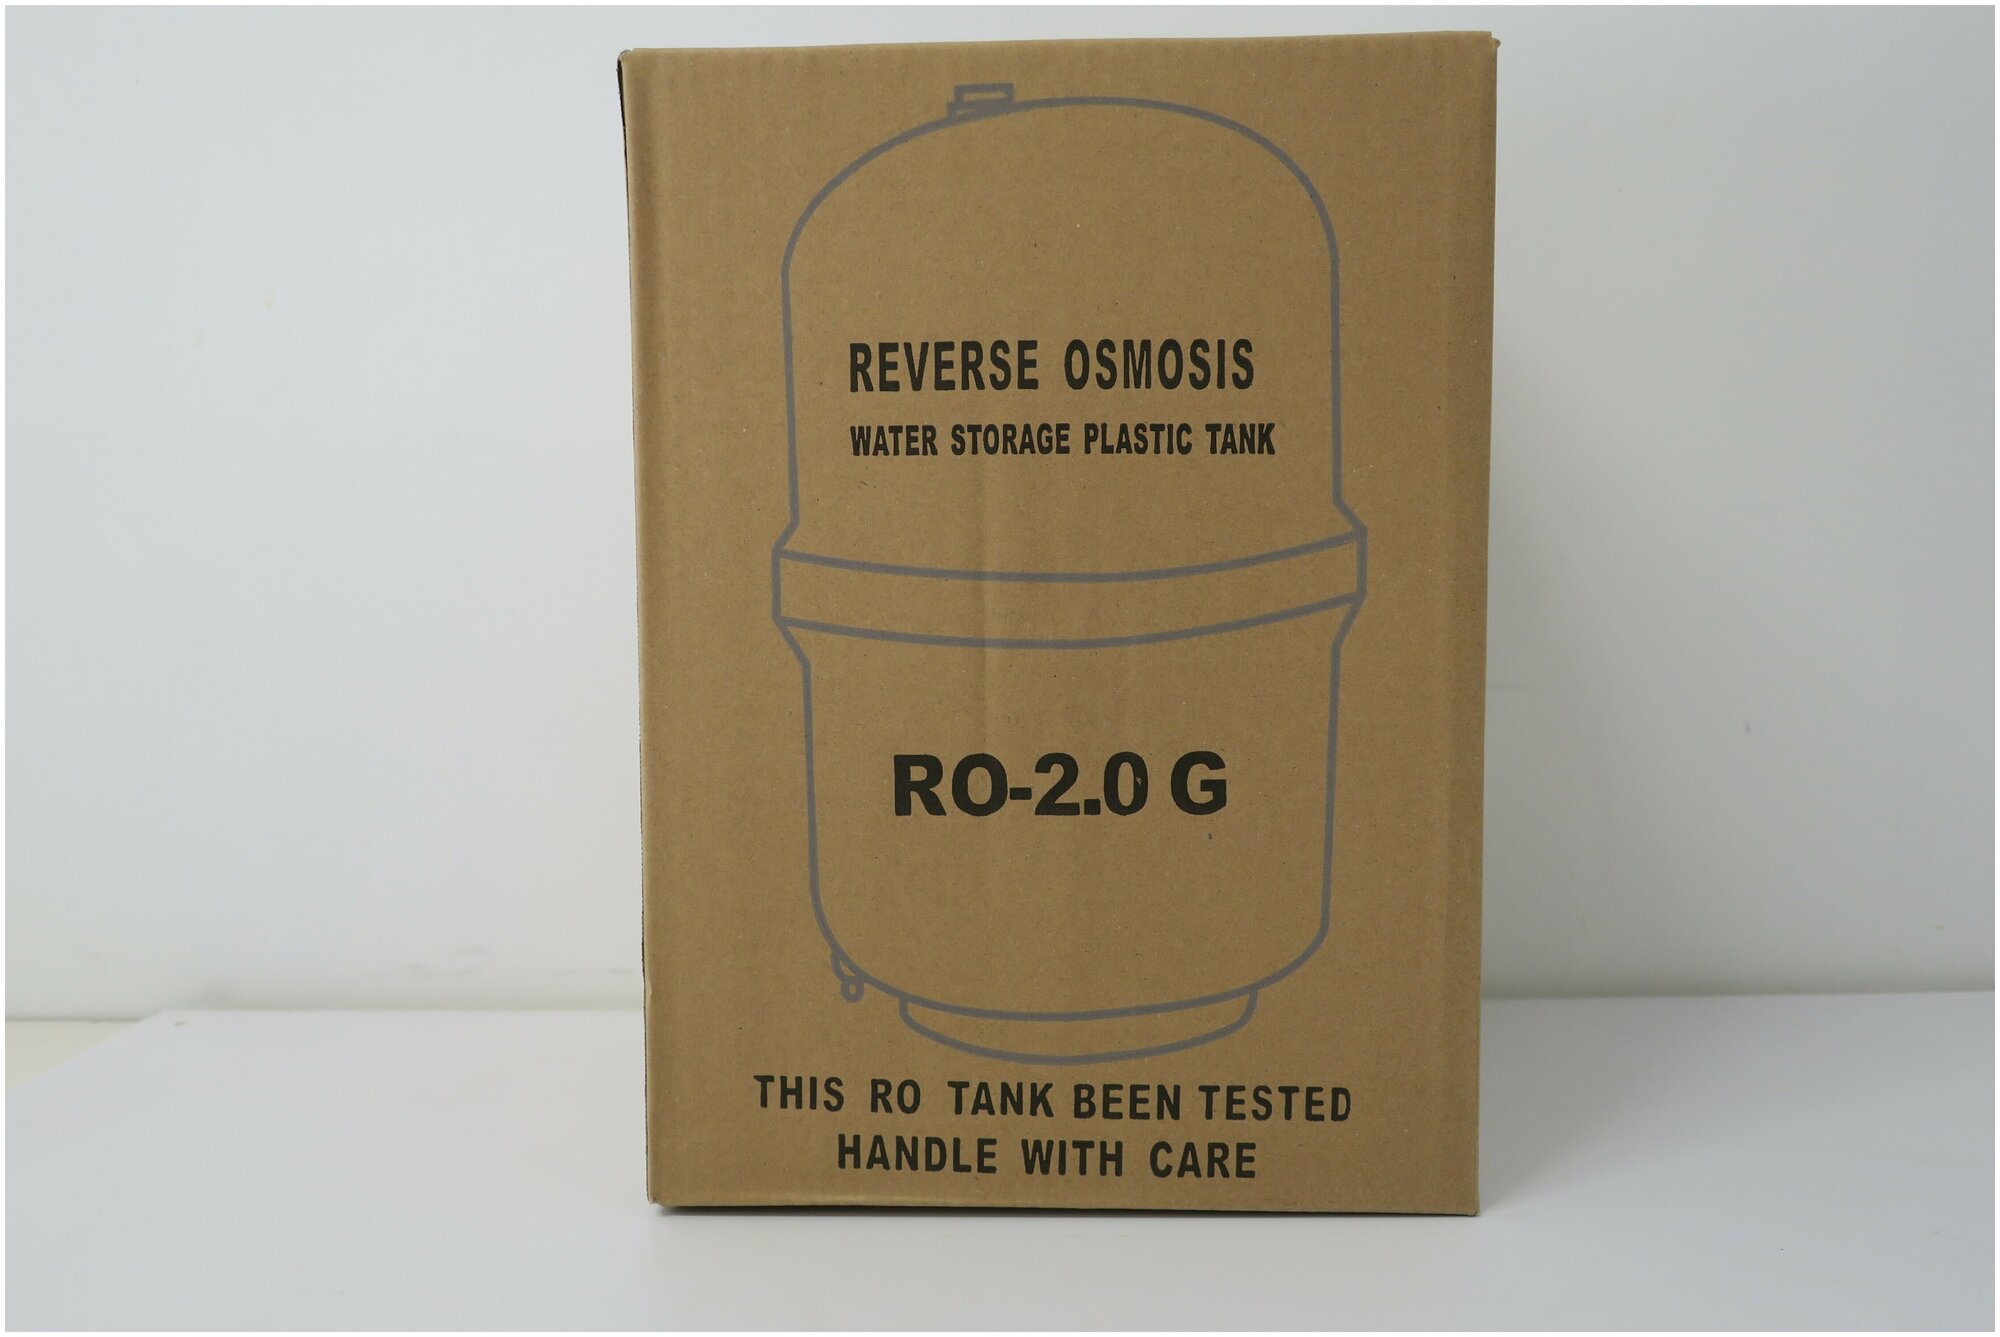 REVERSE OSMOSIS
WATER STORAGE PLASTIC TANK
RO-2.0 G
THIS RO TANK BEEN TESTED
HANDLE WITH CARE